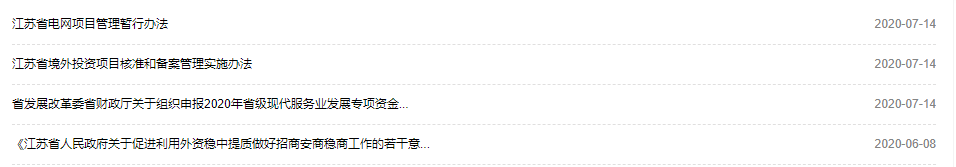 江苏省电网项目管理暂行办法 2020-07-14
江苏省境外投资项目核准和备案管理实施办法 2020-07-14
省发展改革委省财政厅关于组织申报2020年省级现代服务业发展专项资金... 2020-07-14
《江苏省人民政府关于促进利用外资稳中提质做好招商安商稳商工作的若干意... 2020-06-08